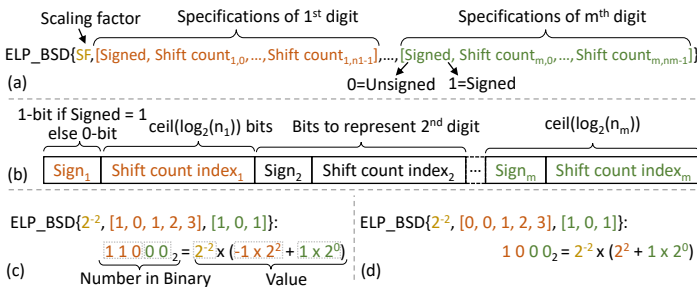 Scaling factor
Specifications of 1st digit
Specifications of mth digit
ELP_BSD{SF,[Signed, Shift count1,0,…,Shift count1,n1-1],…,[Signed, Shift countm,0,…,Shift countm,nm-1]}
(a)
0=Unsigned 1=Signed
1-bit if Signed = 1
else 0-bit
ceil(log2(n1)) bits
Bits to represent 2nd digit
ceil(log2(nm))
(b)
Sign1 Shift count index1 Sign2 Shift count index2 ... Signm Shift count indexm
ELP_BSD{2-2, [1, 0, 1, 2, 3], [1, 0, 1]}:
1 1 0 0 0 2 = 2-2 x (-1 x 22 + 1 x 20)
(c)
Number in Binary
Value
ELP_BSD{2-2, [0, 0, 1, 2, 3], [1, 0, 1]}:
1 0 0 0 2 = 2-2 x (22 + 1 x 20)
(d)